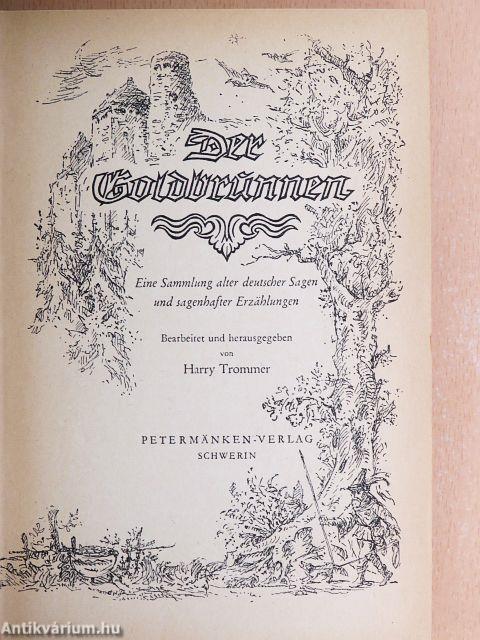 Der
Goldbrunnen
Eine Sammlung alter deutscher Sagen
und sagenhafter Erzählungen
Bearbeitet und herausgegeben
von
Harry Trommer
PETERMÄNKEN-VERLAG
SCHWERIN
Antikvárium.hu